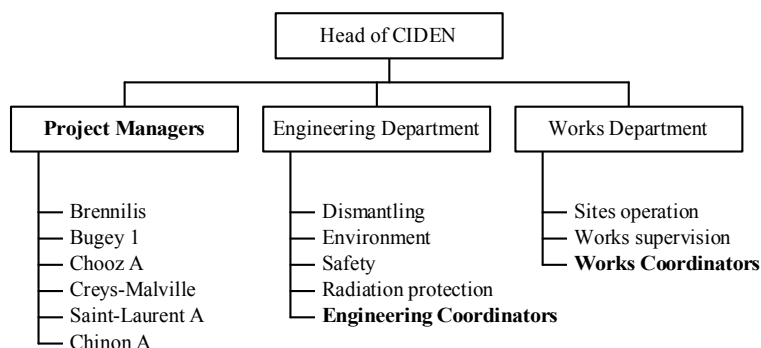 Head of CIDEN
Project Managers
Engineering Department
Works Department
Brennilis
Bugey 1
Chooz A
Creys-Malville
Saint-Laurent A
Chinon A
Dismantling
Environment
Safety
Radiation protection
Engineering Coordinators
Sites operation
Works supervision
Works Coordinators